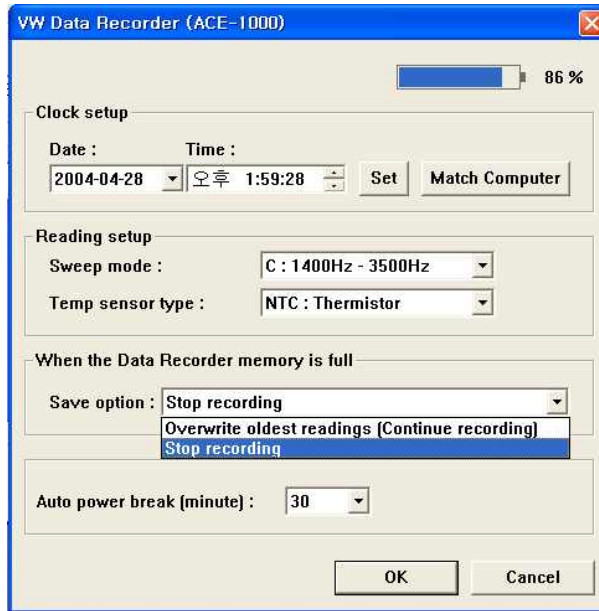 VW Data Recorder (ACE-1000)
86 %
Clock setup
Date : Time :
2004-04-28 오후 1:59:28 Set Match Computer
Reading setup
Sweep mode : C : 1400Hz - 3500Hz
Temp sensor type : NTC : Thermistor
When the Data Recorder memory is full
Save option : Stop recording
Overwrite oldest readings (Continue recording)
Stop recording
Auto power break (minute) : 30
OK Cancel